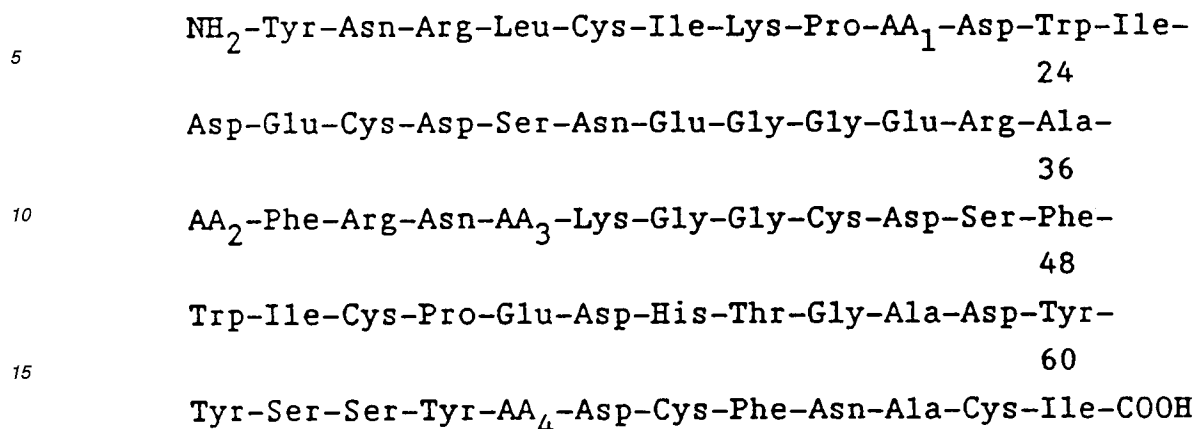 NH2-Tyr-Asn-Arg-Leu-Cys-Ile-Lys-Pro-AA1-Asp-Trp-Ile-
5
24
Asp-Glu-Cys-Asp-Ser-Asn-Glu-Gly-Gly-Glu-Arg-Ala-
36
10
AA2-Phe-Arg-Asn-AA3-Lys-Gly-Gly-Cys-Asp-Ser-Phe-
48
Trp-Ile-Cys-Pro-Glu-Asp-His-Thr-Gly-Ala-Asp-Tyr-
60
15
Tyr-Ser-Ser-Tyr-AA4-Asp-Cys-Phe-Asn-Ala-Cys-Ile-COOH